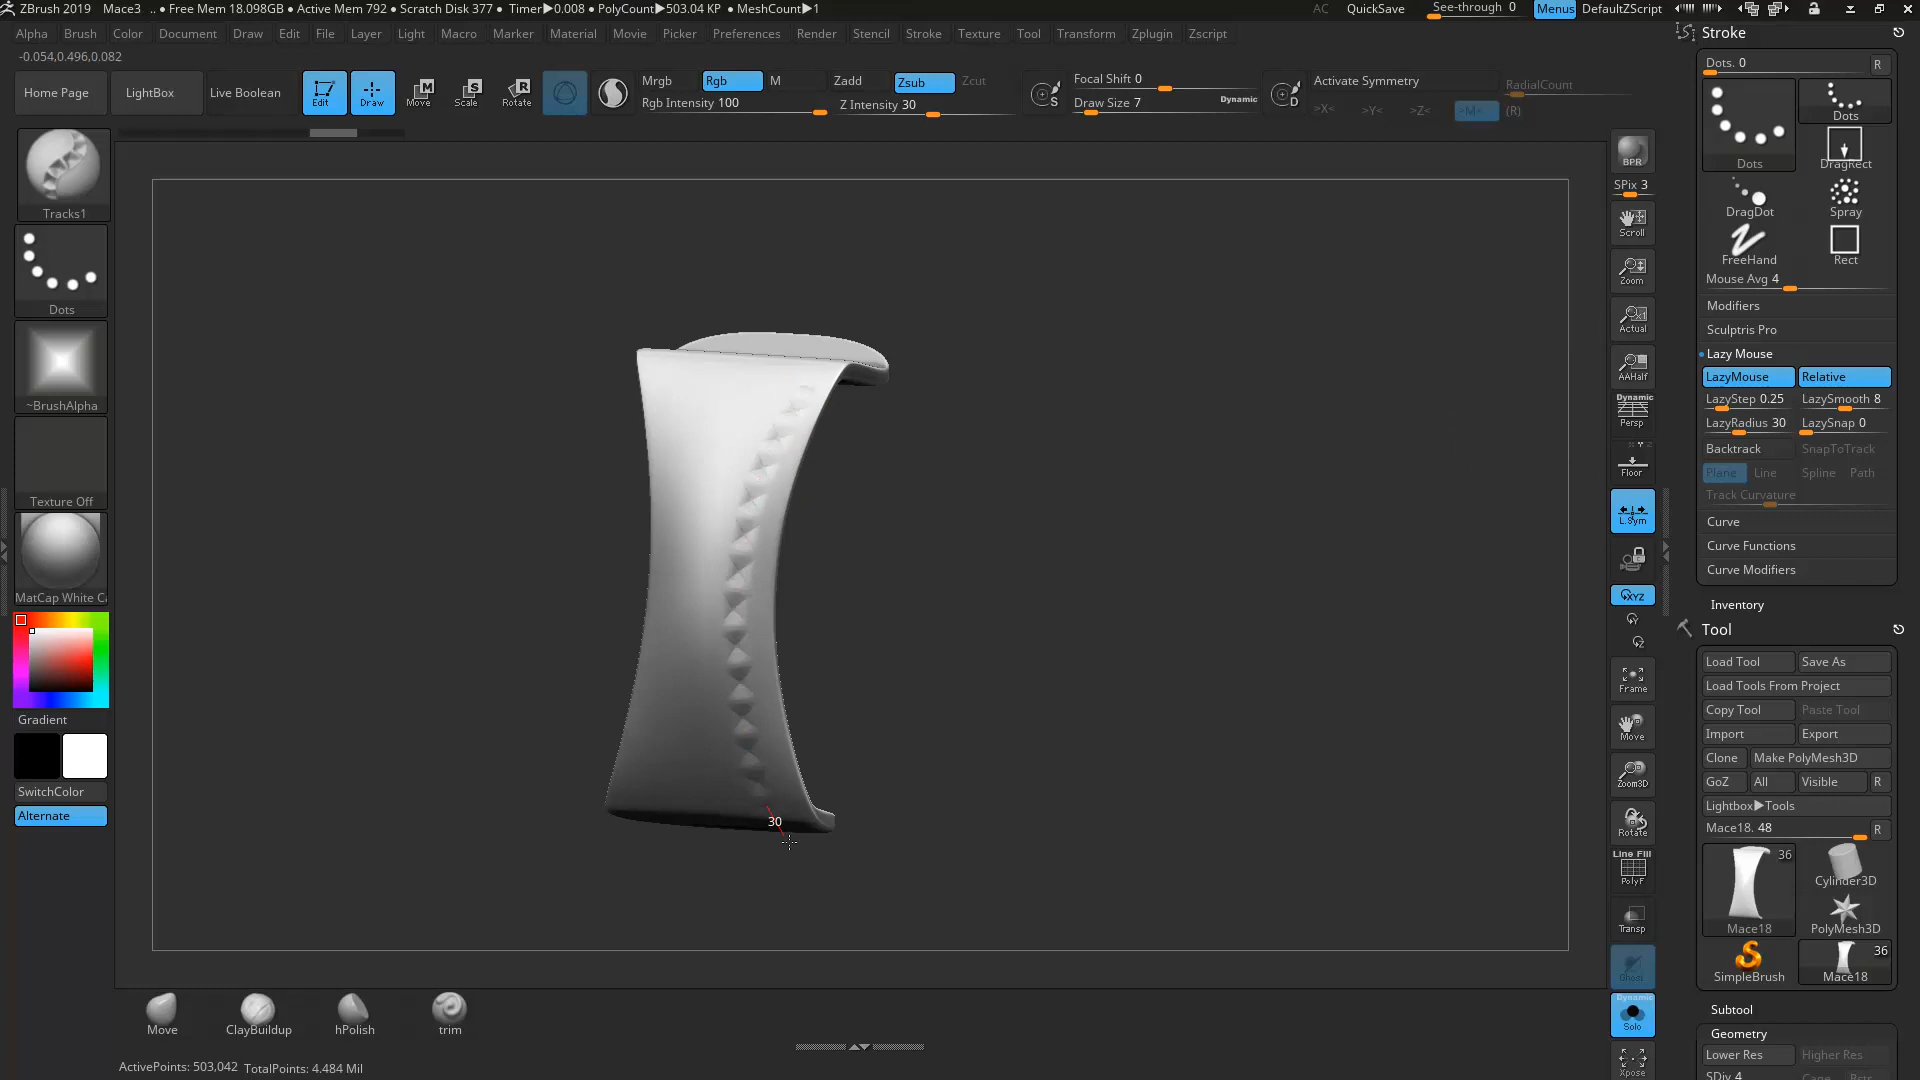 ZBrush 2019 Mace3 .. ● Free Mem 18.098GB ● Active Mem 792 ● Scratch Disk 377 ● Timer▶0.008 ● PolyCount▶503.04 KP ● MeshCount▶1
AC QuickSave See-through 0 Menus DefaultZScript
Alpha Brush Color Document Draw Edit File Layer Light Macro Marker Material Movie Picker Preferences Render Stencil Stroke Texture Tool Transform Zplugin Zscript
-0.054,0.496,0.082
Home Page
LightBox
Live Boolean
Edit
Draw
Move
Scale
Rotate
Mrgb Rgb M
Rgb Intensity 100
Zadd Zsub Zcut
Z Intensity 30
S
Focal Shift 0
Draw Size 7
Dynamic
D
Activate Symmetry
>X< >Y< >Z< >M< (R)
RadialCount
Tracks1
Dots
~BrushAlpha
Texture Off
MatCap White Ca
Gradient
SwitchColor
Alternate
30
BPR
SPix 3
Scroll
Zoom
Actual
AAHalf
Dynamic
Persp
Floor
L.Sym
XYZ
Frame
Move
Zoom3D
Rotate
Line Fill
PolyF
Transp
Ghost
Dynamic
Solo
Xpose
Stroke
Dots. 0 R
Dots
Dots
DragRect
DragDot
Spray
FreeHand
Rect
Mouse Avg 4
Modifiers
Sculptris Pro
Lazy Mouse
LazyMouse Relative
LazyStep 0.25 LazySmooth 8
LazyRadius 30 LazySnap 0
Backtrack SnapToTrack
Plane Line Spline Path
Track Curvature
Curve
Curve Functions
Curve Modifiers
Inventory
Tool
Load Tool Save As
Load Tools From Project
Copy Tool Paste Tool
Import Export
Clone Make PolyMesh3D
GoZ All Visible R
Lightbox▶Tools
Mace18. 48 R
36
Mace18
Cylinder3D
PolyMesh3D
SimpleBrush
36
Mace18
Subtool
Geometry
Lower Res Higher Res
SDiv 4
Move
ClayBuildup
hPolish
trim
ActivePoints: 503,042 TotalPoints: 4.484 Mil